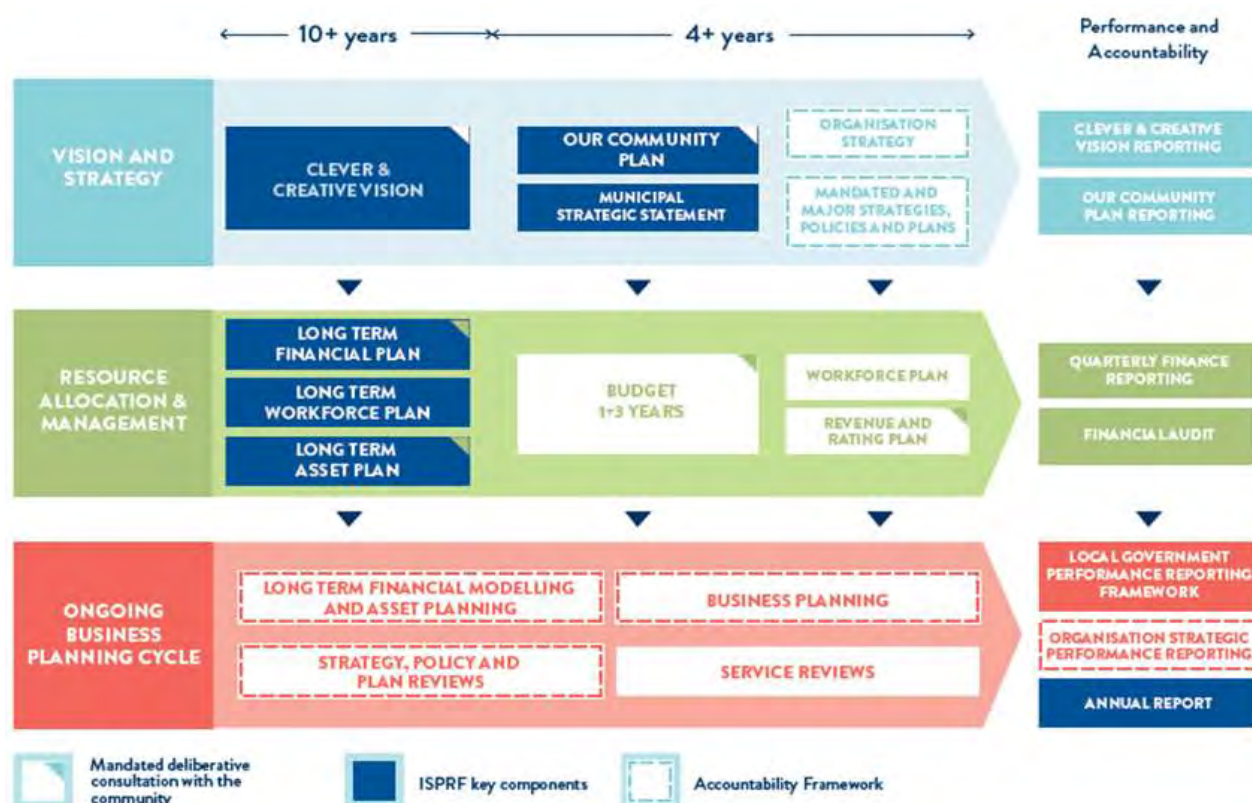 10+ years
4+ years
Performance and
Accountability
VISION AND
STRATEGY
CLEVER &
CREATIVE VISION
OUR COMMUNITY
PLAN
MUNICIPAL
STRATEGIC STATEMENT
ORGANISATION
STRATEGY
MANDATED AND
MAJOR STRATEGIES,
POLICIES AND PLANS
CLEVER & CREATIVE
VISION REPORTING
OUR COMMUNITY
PLAN REPORTING
RESOURCE
ALLOCATION &
MANAGEMENT
LONG TERM
FINANCIAL PLAN
LONG TERM
WORKFORCE PLAN
LONG TERM
ASSET PLAN
BUDGET
1+3 YEARS
WORKFORCE PLAN
REVENUE AND
RATING PLAN
QUARTERLY FINANCE
REPORTING
FINANCIAL AUDIT
ONGOING
BUSINESS
PLANNING CYCLE
LONG TERM FINANCIAL MODELLING
AND ASSET PLANNING
BUSINESS PLANNING
STRATEGY, POLICY AND
PLAN REVIEWS
SERVICE REVIEWS
LOCAL GOVERNMENT
PERFORMANCE REPORTING
FRAMEWORK
ORGANISATION STRATEGIC
PERFORMANCE REPORTING
ANNUAL REPORT
Mandated deliberative
consultation with the
community
ISPRF key components
Accountability Framework